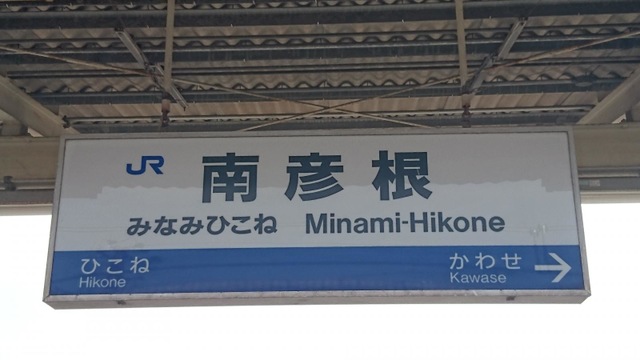 JR 南彦根
みなみひこね Minami-Hikone
ひこね かわせ →
Hikone Kawase